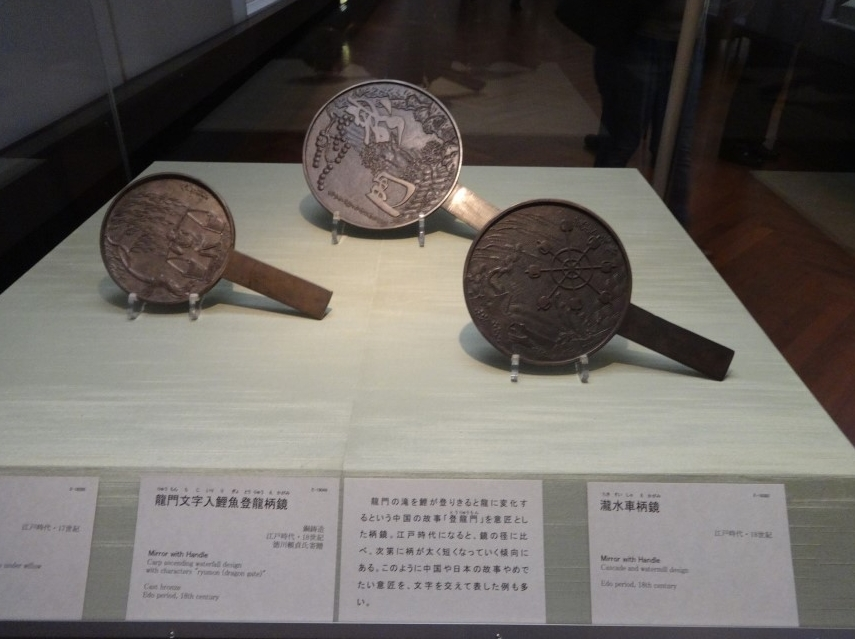 江戸時代・17世紀
under willow
龍門文字入鯉魚登龍柄鏡
鋳銅造
江戸時代・18世紀
Mirror with Handle
Carp ascending waterfall design
with characters "ryumon (dragon gate)"
Cast bronze
Edo period, 18th century
龍門の滝を鯉が登りきると龍に変化す
るという中国の故事「登龍門」を意匠とし
た柄鏡。江戸時代になると、鏡の径に比
べ、次第に柄が太く短くなっていく傾向に
ある。このように中国や日本の故事やめで
たい意匠を、文字を交えて表した例も多
い。
瀧水車柄鏡
江戸時代・18世紀
Mirror with Handle
Cascade and watermill design
Edo period, 18th century